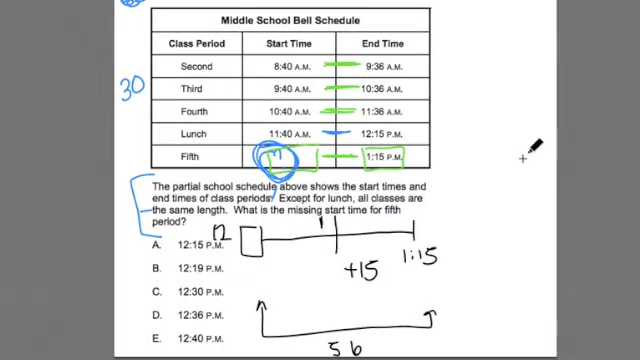 Middle School Bell Schedule
Class Period Start Time End Time
Second 8:40 A.M. 9:36 A.M.
30
Third 9:40 A.M. 10:36 A.M.
Fourth 10:40 A.M. 11:36 A.M.
Lunch 11:40 A.M. 12:15 P.M.
Fifth 1:15 P.M.
The partial school schedule above shows the start times and
end times of class periods. Except for lunch, all classes are
the same length. What is the missing start time for fifth
period?
A. 12:15 P.M.
B. 12:19 P.M.
C. 12:30 P.M.
D. 12:36 P.M.
E. 12:40 P.M.
12
1
+15
1:15
56